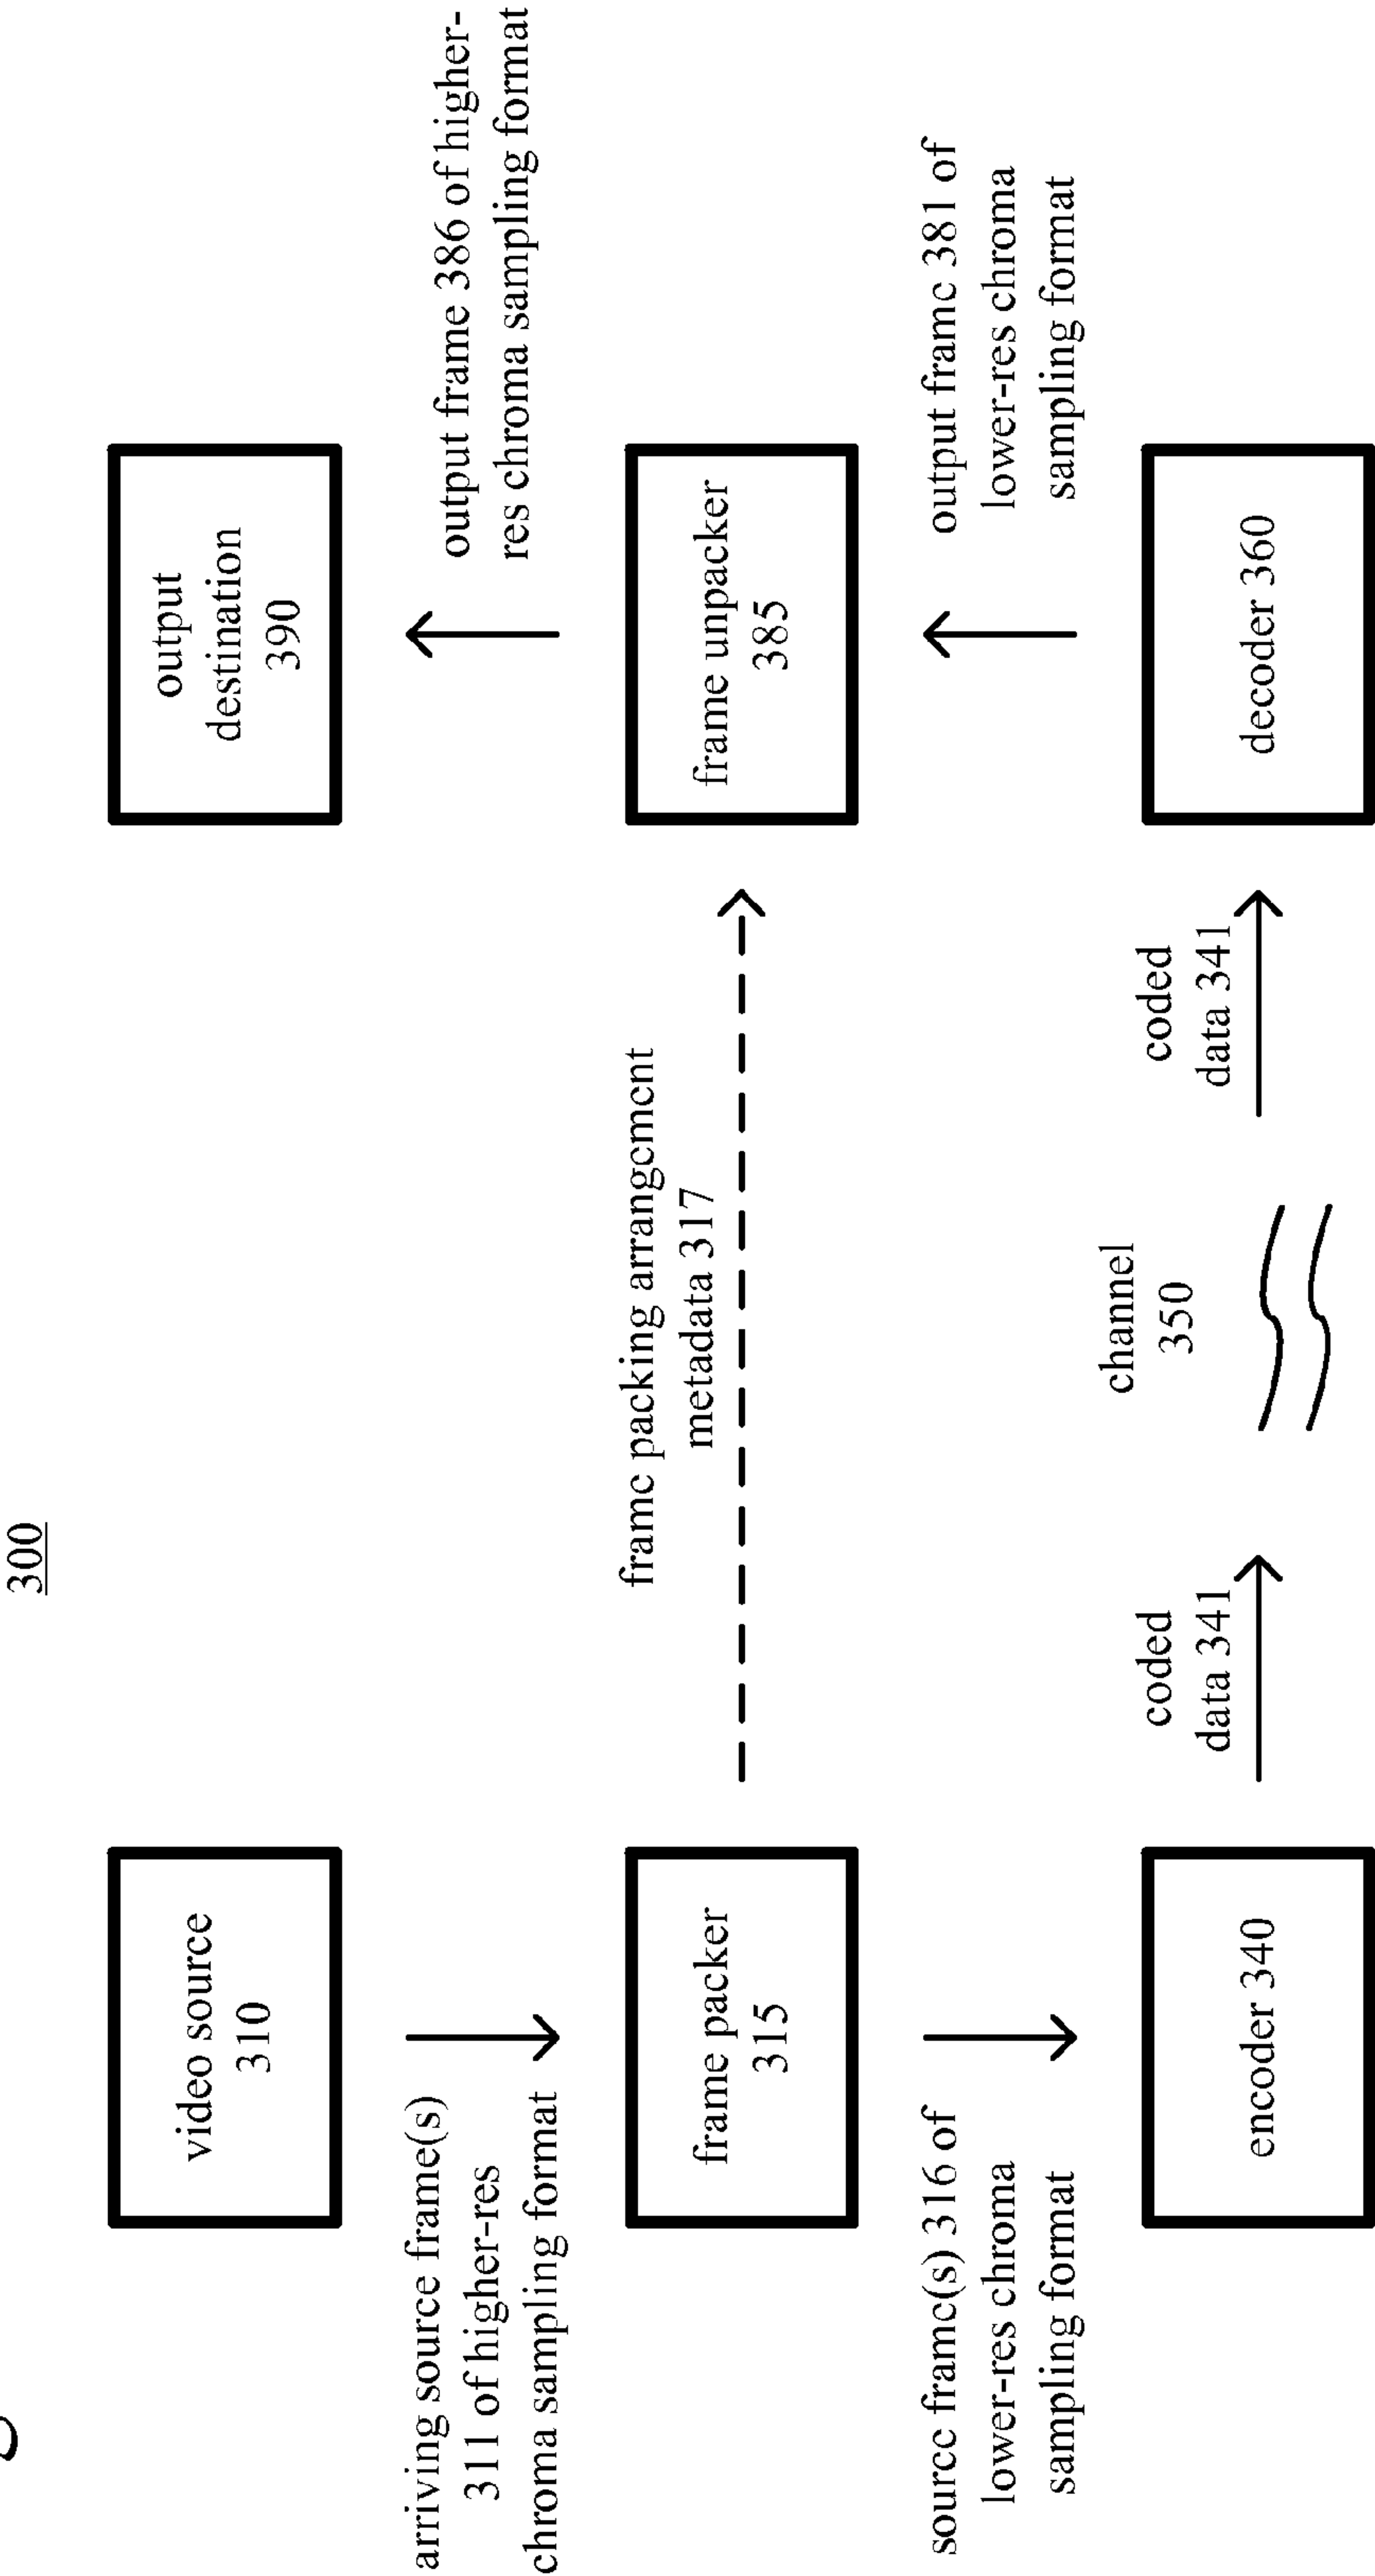 300
video source
310
arriving source frame(s)
311 of higher-res
chroma sampling format
frame packer
315
source frame(s) 316 of
lower-res chroma
sampling format
encoder 340
coded
data 341
channel
350
coded
data 341
frame packing arrangement
metadata 317
decoder 360
output frame 381 of
lower-res chroma
sampling format
frame unpacker
385
output frame 386 of higher-
res chroma sampling format
output
destination
390